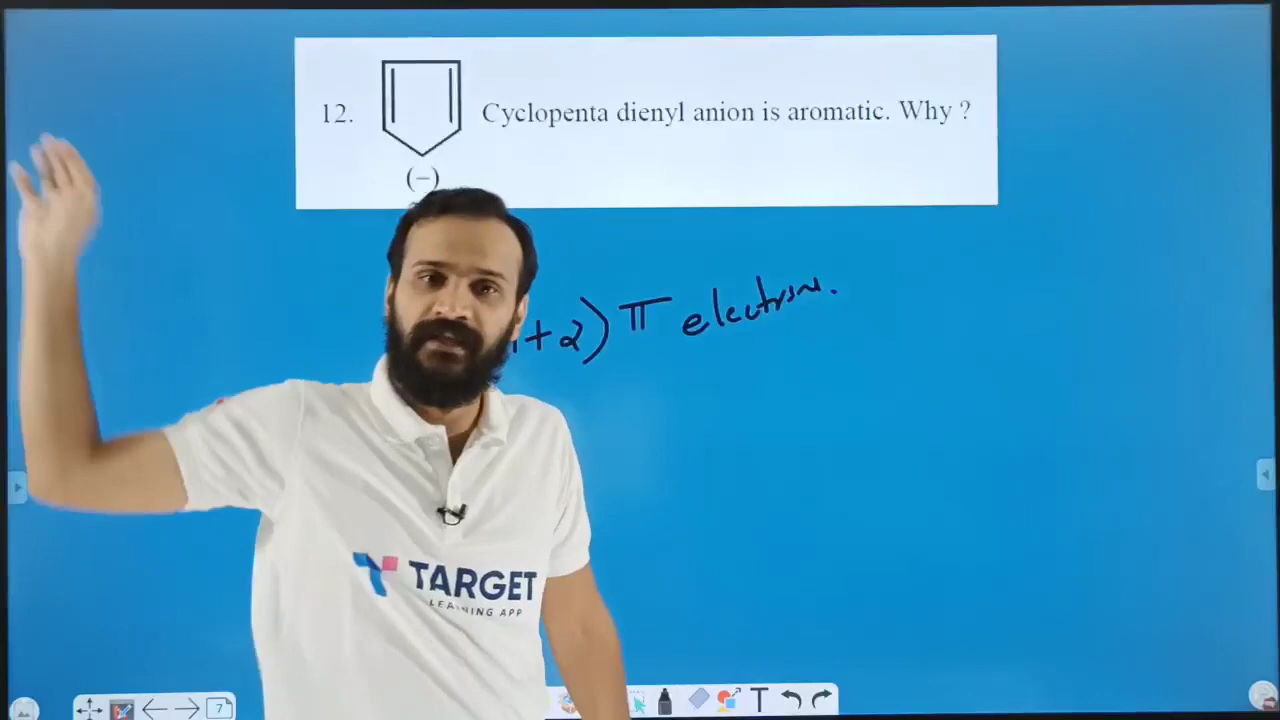 12. Cyclopenta dienyl anion is aromatic. Why ?
(−)
+2) π electrons.
TARGET
LEARNING APP
7
T